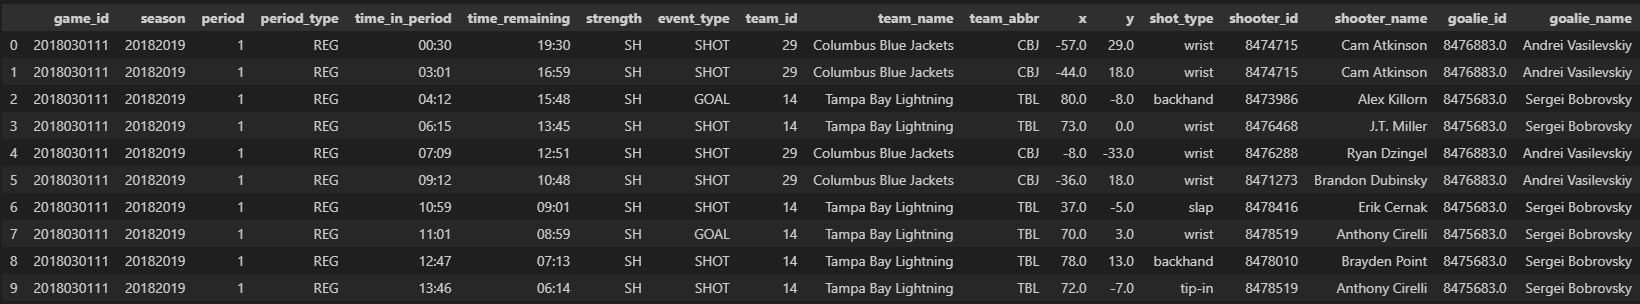 game_id season period period_type time_in_period time_remaining strength event_type team_id team_name team_abbr x y shot_type shooter_id shooter_name goalie_id goalie_name
0 2018030111 20182019 1 REG 00:30 19:30 SH SHOT 29 Columbus Blue Jackets CBJ -57.0 29.0 wrist 8474715 Cam Atkinson 8476883.0 Andrei Vasilevskiy
1 2018030111 20182019 1 REG 03:01 16:59 SH SHOT 29 Columbus Blue Jackets CBJ -44.0 18.0 wrist 8474715 Cam Atkinson 8476883.0 Andrei Vasilevskiy
2 2018030111 20182019 1 REG 04:12 15:48 SH GOAL 14 Tampa Bay Lightning TBL 80.0 -8.0 backhand 8473986 Alex Killorn 8475683.0 Sergei Bobrovsky
3 2018030111 20182019 1 REG 06:15 13:45 SH SHOT 14 Tampa Bay Lightning TBL 73.0 0.0 wrist 8476468 J.T. Miller 8475683.0 Sergei Bobrovsky
4 2018030111 20182019 1 REG 07:09 12:51 SH SHOT 29 Columbus Blue Jackets CBJ -8.0 -33.0 wrist 8476288 Ryan Dzingel 8476883.0 Andrei Vasilevskiy
5 2018030111 20182019 1 REG 09:12 10:48 SH SHOT 29 Columbus Blue Jackets CBJ -36.0 18.0 wrist 8471273 Brandon Dubinsky 8476883.0 Andrei Vasilevskiy
6 2018030111 20182019 1 REG 10:59 09:01 SH SHOT 14 Tampa Bay Lightning TBL 37.0 -5.0 slap 8478416 Erik Cernak 8475683.0 Sergei Bobrovsky
7 2018030111 20182019 1 REG 11:01 08:59 SH GOAL 14 Tampa Bay Lightning TBL 70.0 3.0 wrist 8478519 Anthony Cirelli 8475683.0 Sergei Bobrovsky
8 2018030111 20182019 1 REG 12:47 07:13 SH SHOT 14 Tampa Bay Lightning TBL 78.0 13.0 backhand 8478010 Brayden Point 8475683.0 Sergei Bobrovsky
9 2018030111 20182019 1 REG 13:46 06:14 SH SHOT 14 Tampa Bay Lightning TBL 72.0 -7.0 tip-in 8478519 Anthony Cirelli 8475683.0 Sergei Bobrovsky